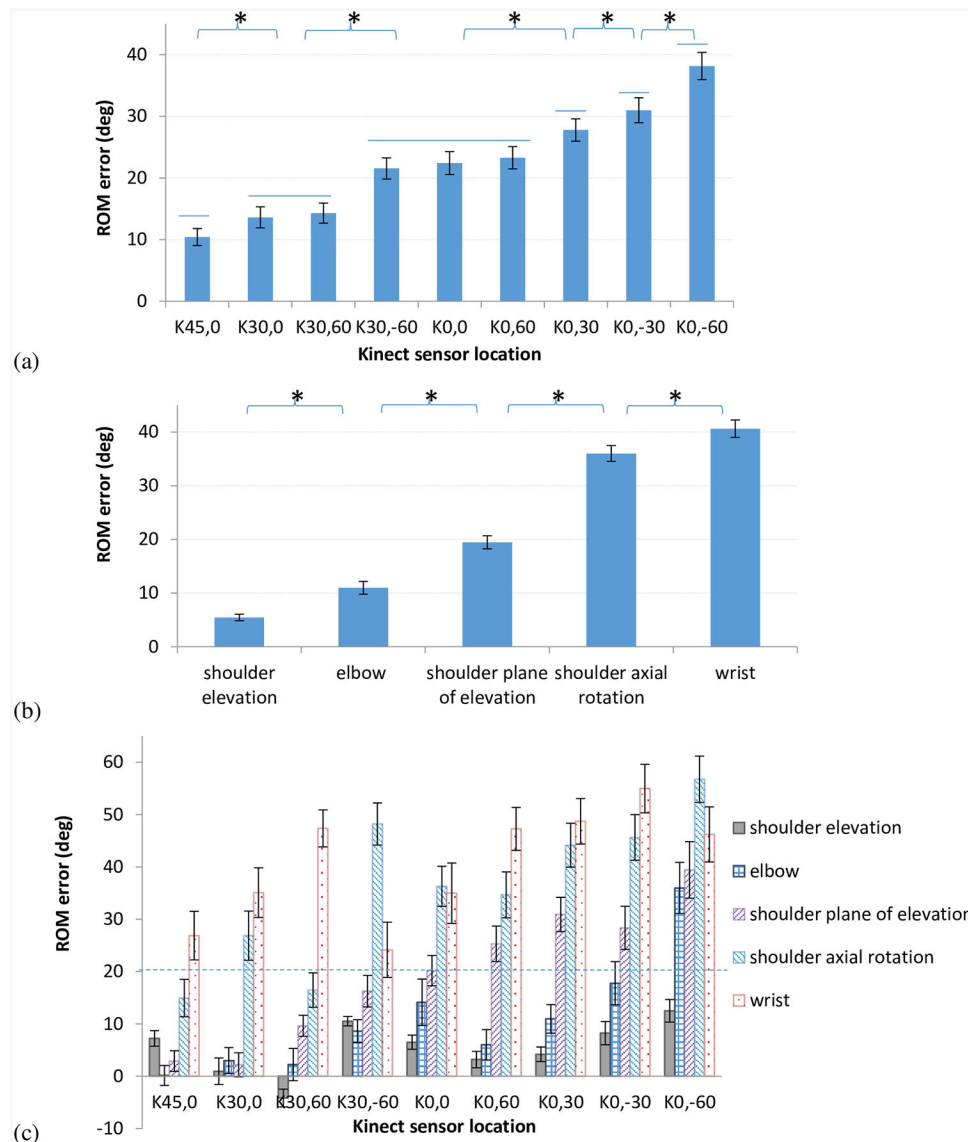 * * * * *
ROM error (deg)
40
30
20
10
0
K45,0 K30,0 K30,60 K30,-60 K0,0 K0,60 K0,30 K0,-30 K0,-60
Kinect sensor location
(a)
* * * *
ROM error (deg)
40
30
20
10
0
shoulder elevation
elbow
shoulder plane of elevation
shoulder axial rotation
wrist
(b)
ROM error (deg)
60
50
40
30
20
10
0
-10
K45,0 K30,0 K30,60 K30,-60 K0,0 K0,60 K0,30 K0,-30 K0,-60
Kinect sensor location
shoulder elevation
elbow
shoulder plane of elevation
shoulder axial rotation
wrist
(c)